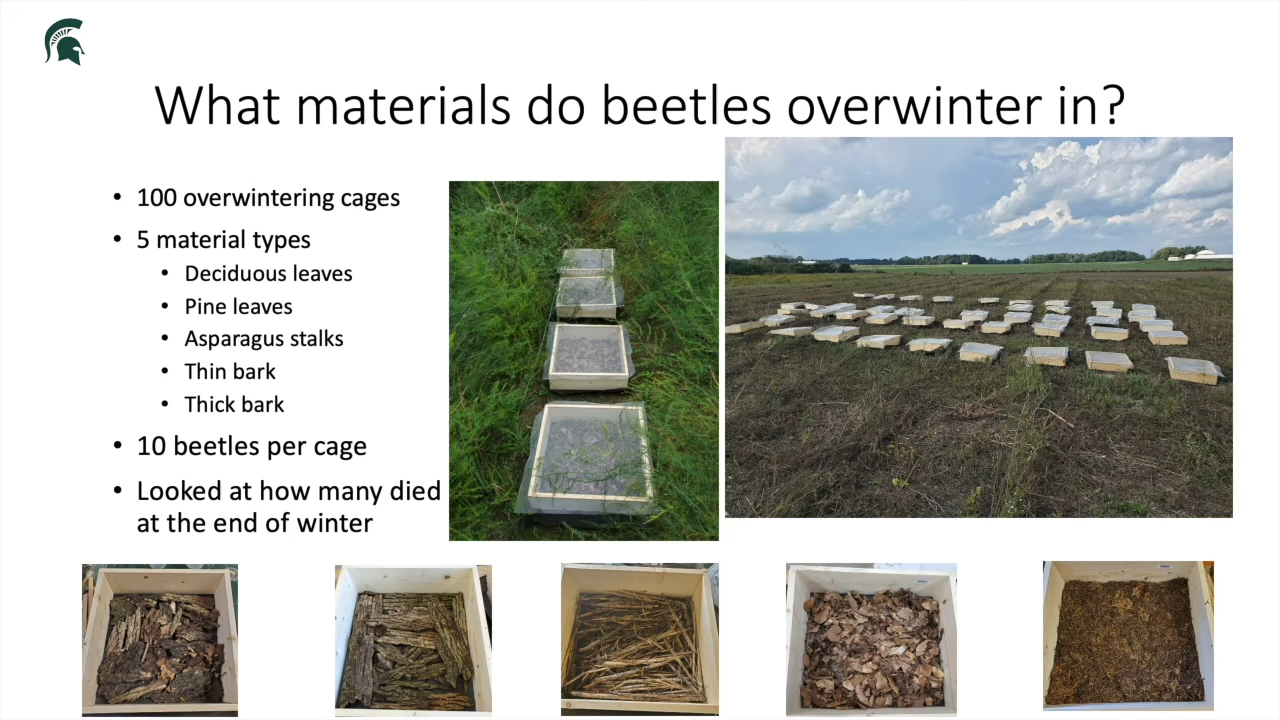 What materials do beetles overwinter in?
• 100 overwintering cages
• 5 material types
• Deciduous leaves
• Pine leaves
• Asparagus stalks
• Thin bark
• Thick bark
• 10 beetles per cage
• Looked at how many died
at the end of winter